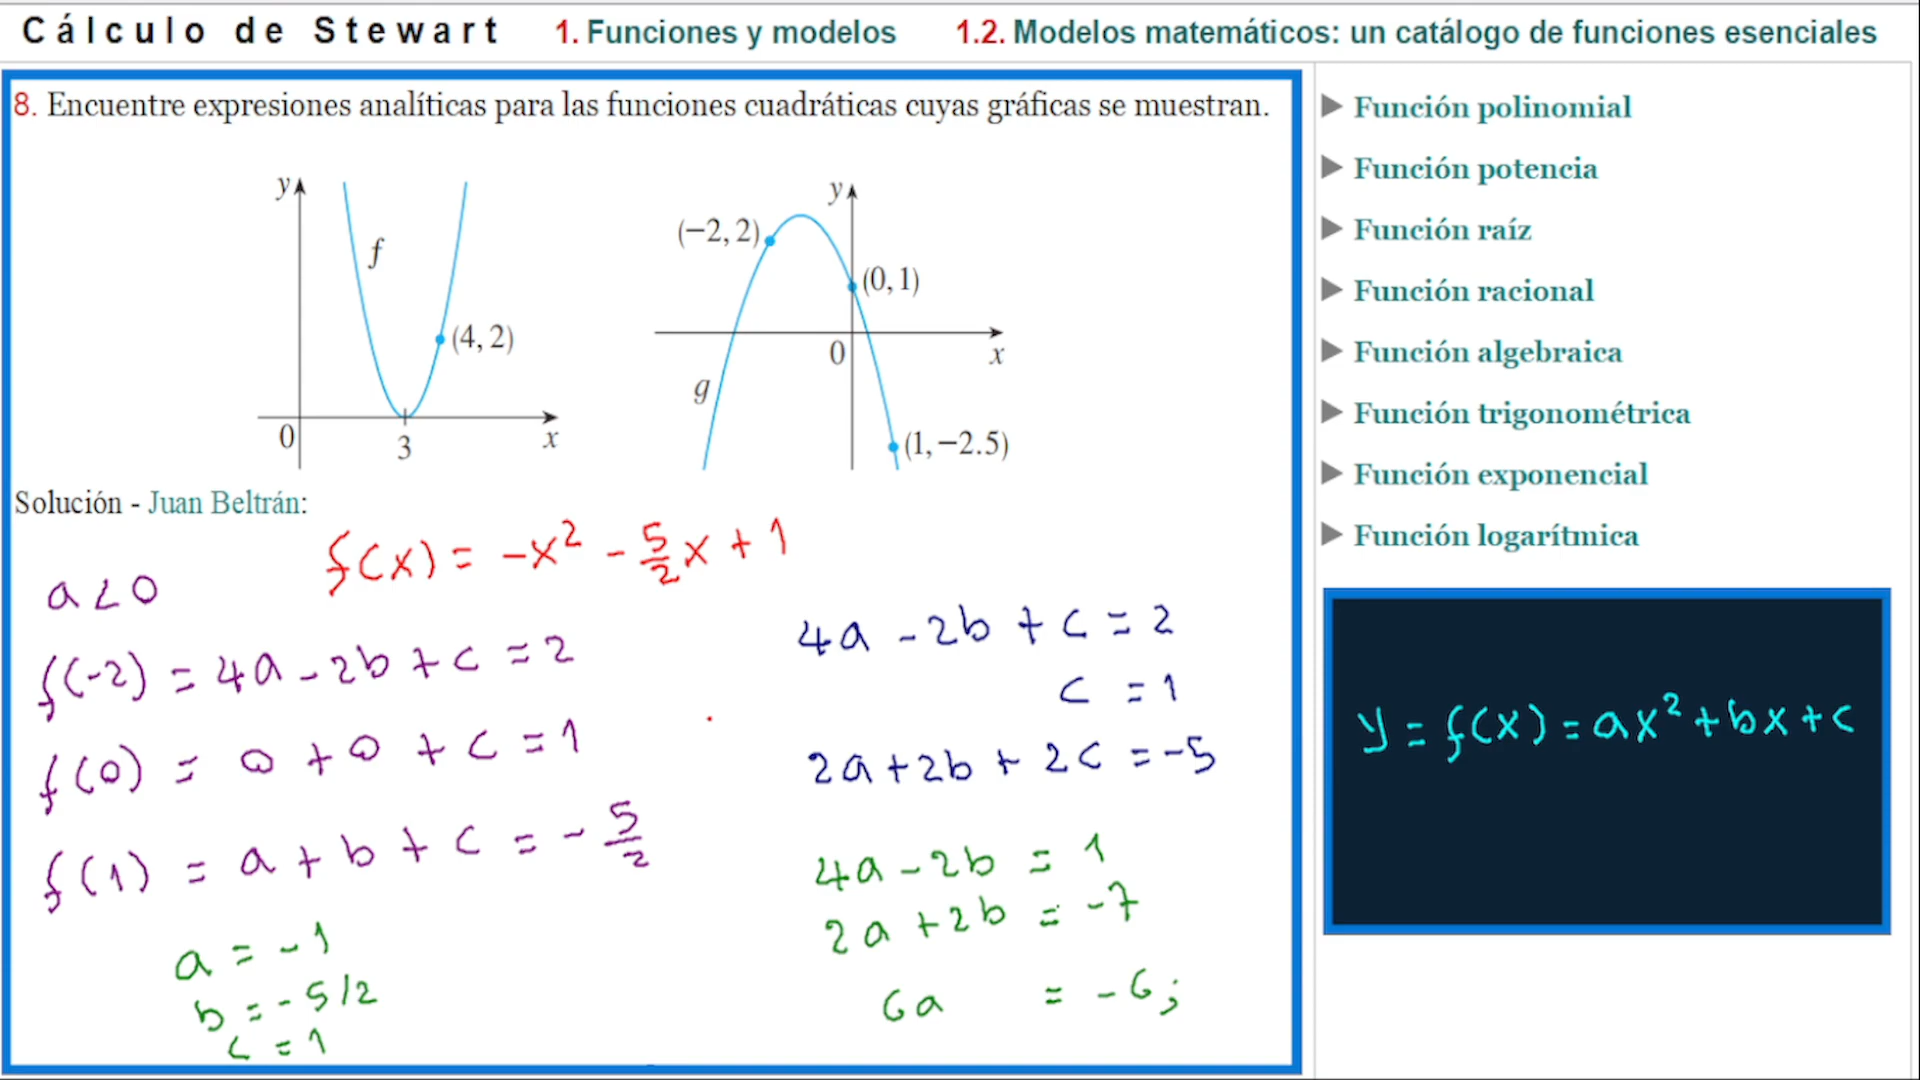 Cálculo de Stewart 1. Funciones y modelos 1.2. Modelos matemáticos: un catálogo de funciones esenciales
8. Encuentre expresiones analíticas para las funciones cuadráticas cuyas gráficas se muestran.
y
f
(4, 2)
0
3
x
y
(−2, 2)
(0, 1)
0
x
g
(1, −2.5)
Solución - Juan Beltrán:
f(x) = -x² - 5/2 x + 1
a < 0
f(-2) = 4a - 2b + c = 2
f(0) = 0 + 0 + c = 1
f(1) = a + b + c = - 5/2
a = -1
b = -5/2
c = 1
4a - 2b + c = 2
c = 1
2a + 2b + 2c = -5
4a - 2b = 1
2a + 2b = -7
6a = -6;
Función polinomial
Función potencia
Función raíz
Función racional
Función algebraica
Función trigonométrica
Función exponencial
Función logarítmica
y = f(x) = ax² + bx + c